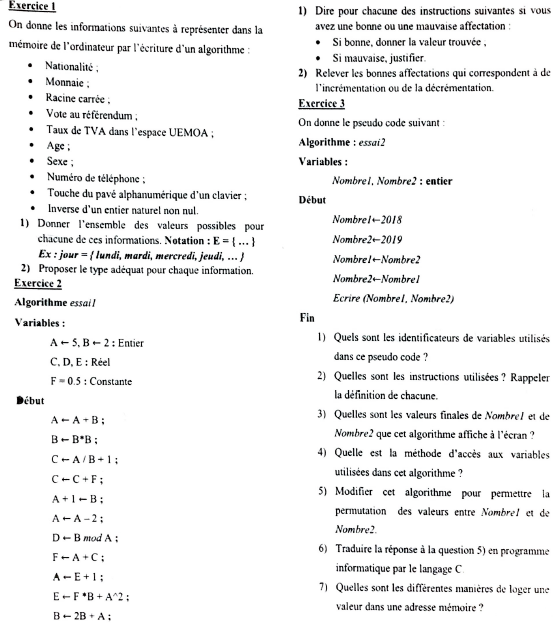 Exercice 1
On donne les informations suivantes à représenter dans la
mémoire de l'ordinateur par l'écriture d'un algorithme :
• Nationalité ;
• Monnaie ;
• Racine carrée ;
• Vote au référendum ;
• Taux de TVA dans l'espace UEMOA ;
• Age ;
• Sexe ;
• Numéro de téléphone ;
• Touche du pavé alphanumérique d'un clavier ;
• Inverse d'un entier naturel non nul.
1) Donner l'ensemble des valeurs possibles pour
chacune de ces informations. Notation : E = { ... }
Ex : jour = { lundi, mardi, mercredi, jeudi, ... }
2) Proposer le type adéquat pour chaque information.
Exercice 2
Algorithme essai1
Variables :
A ← 5, B ← 2 : Entier
C, D, E : Réel
F = 0.5 : Constante
Début
A ← A + B ;
B ← B*B ;
C ← A / B + 1 ;
C ← C + F ;
A + 1 ← B ;
A ← A – 2 ;
D ← B mod A ;
F ← A + C ;
A ← E + 1 ;
E ← F *B + A^2 ;
B ← 2B + A ;
1) Dire pour chacune des instructions suivantes si vous
avez une bonne ou une mauvaise affectation :
• Si bonne, donner la valeur trouvée ,
• Si mauvaise, justifier.
2) Relever les bonnes affectations qui correspondent à de
l'incrémentation ou de la décrémentation.
Exercice 3
On donne le pseudo code suivant :
Algorithme : essai2
Variables :
Nombre1, Nombre2 : entier
Début
Nombre1←2018
Nombre2←2019
Nombre1←Nombre2
Nombre2←Nombre1
Ecrire (Nombre1, Nombre2)
Fin
1) Quels sont les identificateurs de variables utilisés
dans ce pseudo code ?
2) Quelles sont les instructions utilisées ? Rappeler
la définition de chacune.
3) Quelles sont les valeurs finales de Nombre1 et de
Nombre2 que cet algorithme affiche à l'écran ?
4) Quelle est la méthode d'accès aux variables
utilisées dans cet algorithme ?
5) Modifier cet algorithme pour permettre la
permutation des valeurs entre Nombre1 et de
Nombre2.
6) Traduire la réponse à la question 5) en programme
informatique par le langage C
7) Quelles sont les différentes manières de loger une
valeur dans une adresse mémoire ?